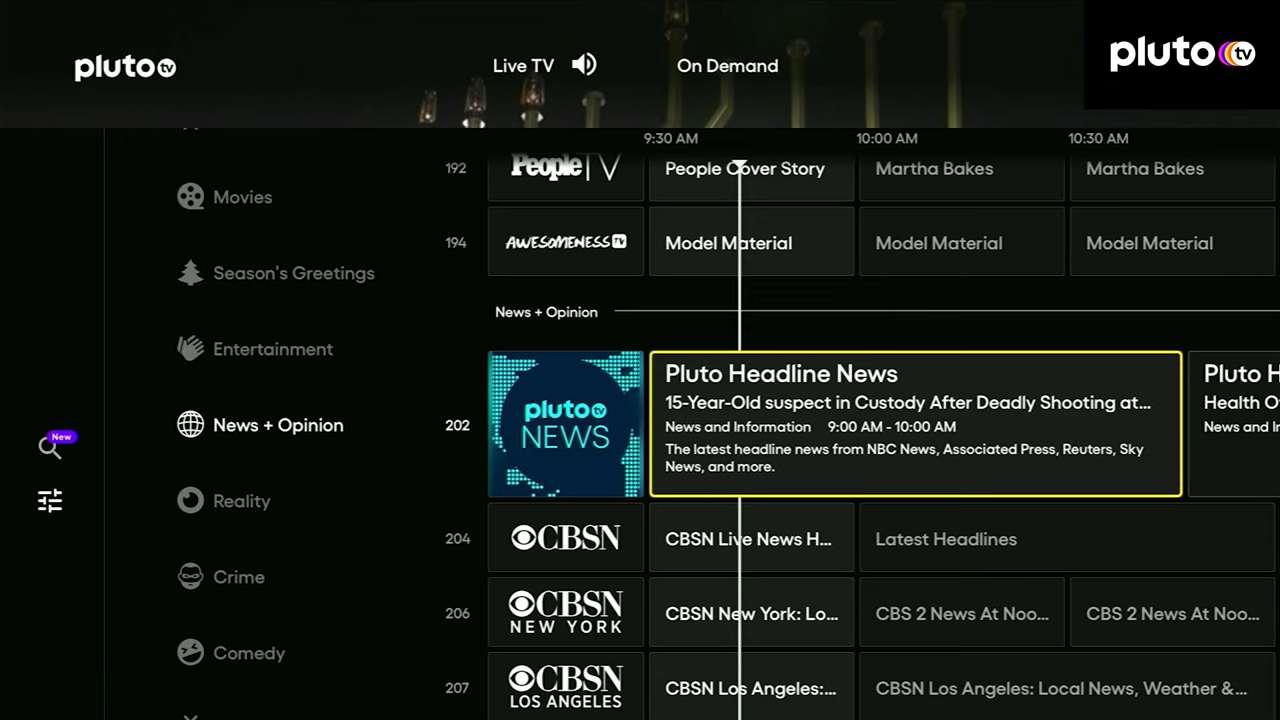 pluto tv
Live TV
On Demand
pluto tv
9:30 AM
10:00 AM
10:30 AM
192
People TV
People Cover Story
Martha Bakes
Martha Bakes
Movies
194
AWESOMENESS TV
Model Material
Model Material
Model Material
Season's Greetings
News + Opinion
Entertainment
News + Opinion
202
pluto tv
NEWS
Pluto Headline News
15-Year-Old suspect in Custody After Deadly Shooting at...
News and Information 9:00 AM - 10:00 AM
The latest headline news from NBC News, Associated Press, Reuters, Sky
News, and more.
Pluto H
Health O
News and I
New
Reality
204
CBSN
CBSN Live News H...
Latest Headlines
Crime
206
CBSN
NEW YORK
CBSN New York: Lo...
CBS 2 News At Noo...
CBS 2 News At Noo...
Comedy
207
CBSN
LOS ANGELES
CBSN Los Angeles:...
CBSN Los Angeles: Local News, Weather &...